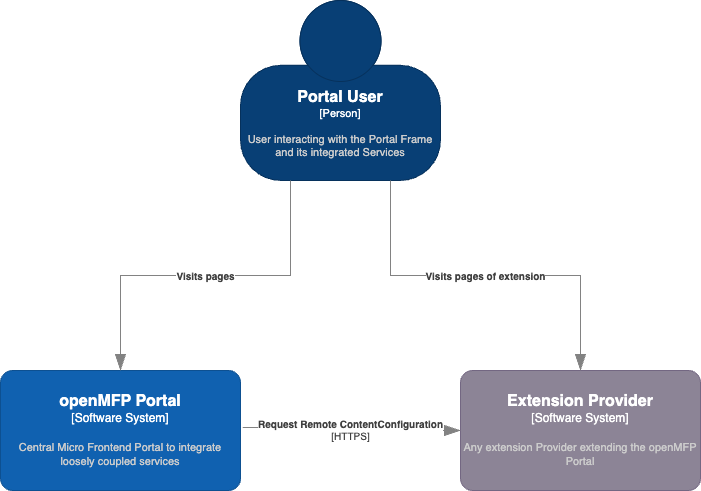 Portal User
[Person]
User interacting with the Portal Frame
and its integrated Services
Visits pages
Visits pages of extension
openMFP Portal
[Software System]
Central Micro Frontend Portal to integrate
loosely coupled services
Request Remote ContentConfiguration
[HTTPS]
Extension Provider
[Software System]
Any extension Provider extending the openMFP
Portal